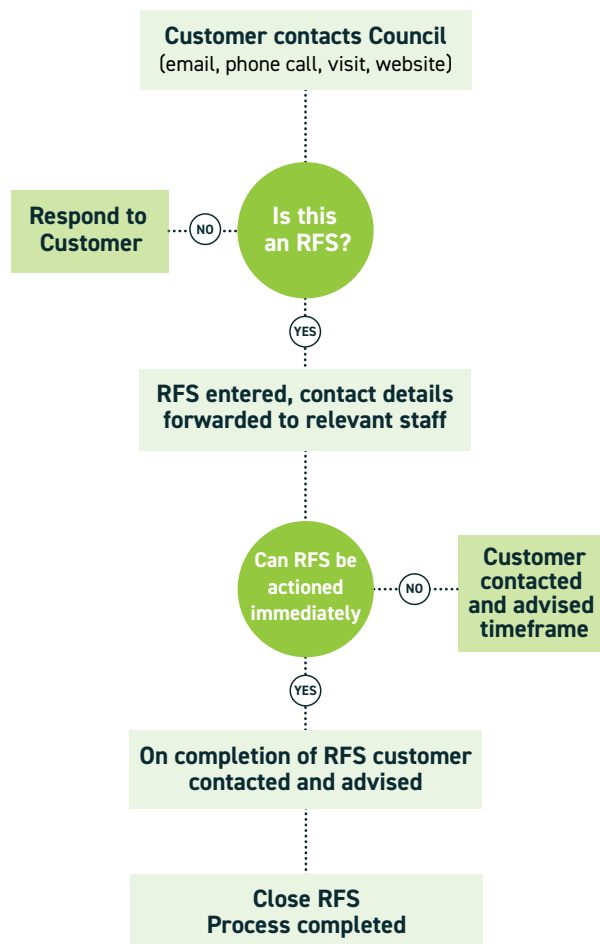 Customer contacts Council
(email, phone call, visit, website)
Is this
an RFS?
NO
Respond to
Customer
YES
RFS entered, contact details
forwarded to relevant staff
Can RFS be
actioned
immediately
NO
Customer
contacted
and advised
timeframe
YES
On completion of RFS customer
contacted and advised
Close RFS
Process completed